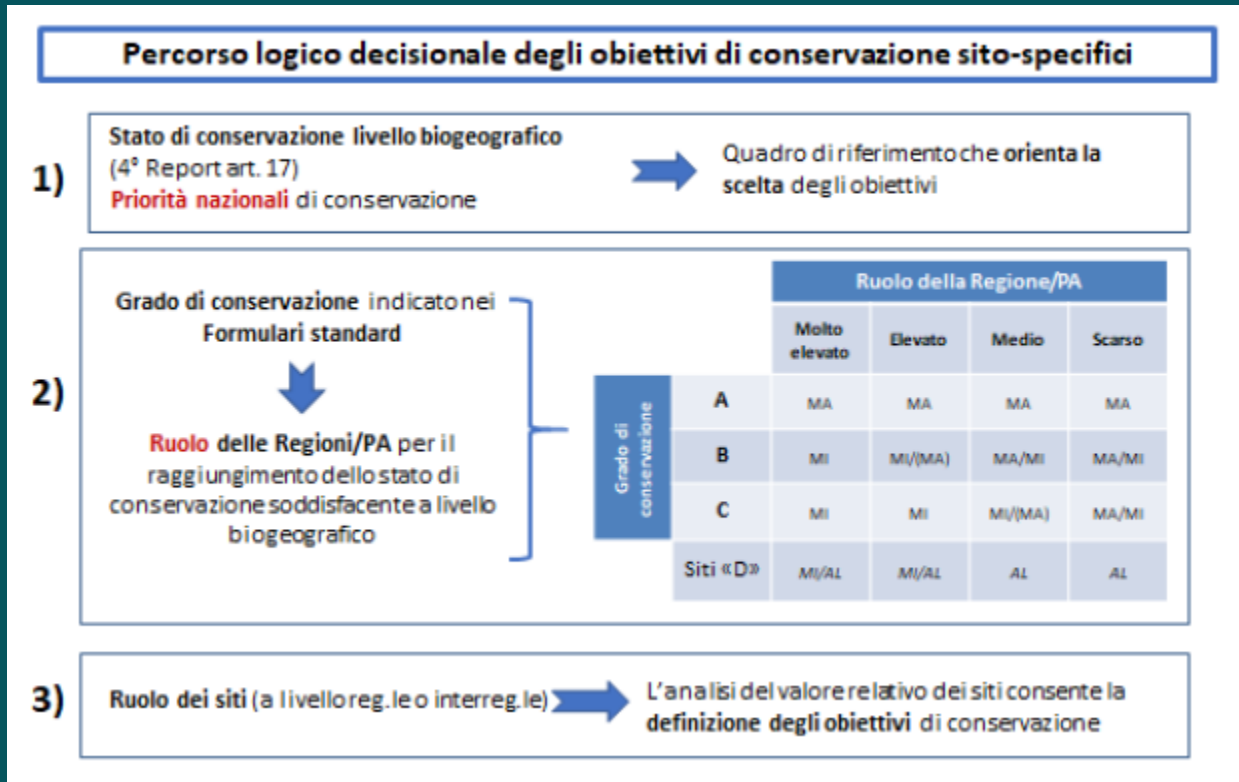 Percorso logico decisionale degli obiettivi di conservazione sito-specifici
1)
Stato di conservazione livello biogeografico
(4° Report art. 17)
Priorità nazionali di conservazione
Quadro di riferimento che orienta la
scelta degli obiettivi
2)
Grado di conservazione indicato nei
Formulari standard
Ruolo delle Regioni/PA per il
raggiungimento dello stato di
conservazione soddisfacente a livello
biogeografico
Ruolo della Regione/PA
Molto
elevato
Elevato
Medio
Scarso
Grado di
conservazione
A
MA
MA
MA
MA
B
MI
MI/(MA)
MA/MI
MA/MI
C
MI
MI
MI/(MA)
MA/MI
Siti «D»
MI/AL
MI/AL
AL
AL
3)
Ruolo dei siti (a livello reg.le o interreg.le)
L'analisi del valore relativo dei siti consente la
definizione degli obiettivi di conservazione